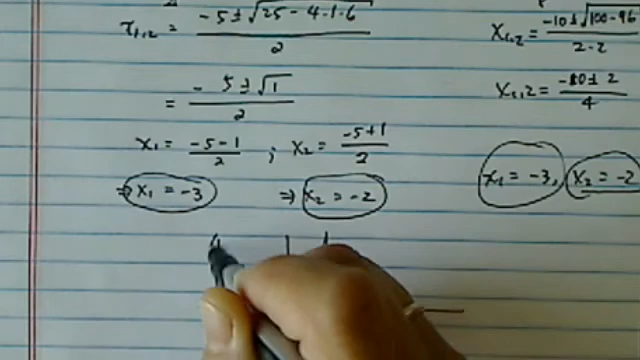 x₁,₂ = (-5 ± √(25 - 4·1·6)) / 2
= (-5 ± √1) / 2
x₁ = (-5-1)/2 ; x₂ = (-5+1)/2
⇒ x₁ = -3 ⇒ x₂ = -2
x₁,₂ = (-10 ± √(100-96)) / 2·2
x₁,₂ = (-10 ± 2) / 4
x₁ = -3, x₂ = -2